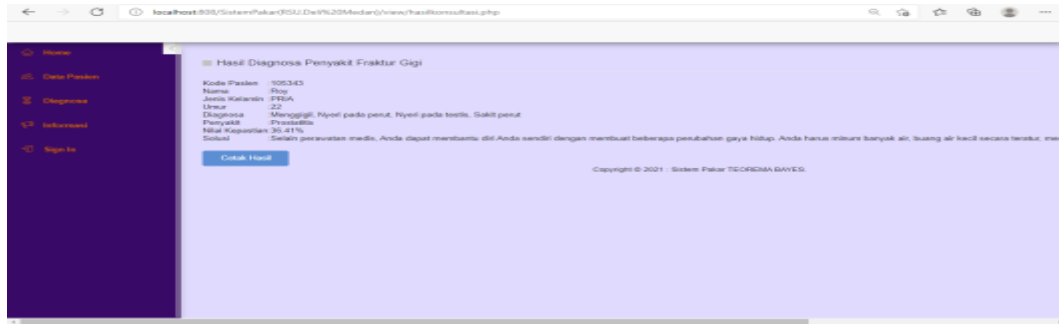 localhost:808/SistemPakar(RSU.Deli%20Medan)/view/hasilkonsultasi.php
Home
Data Pasien
Diagnosa
Informasi
Sign In
Hasil Diagnosa Penyakit Fraktur Gigi
Kode Pasien :105343
Nama :Roy
Jenis Kelamin :PRIA
Umur :22
Diagnosa :Menggigil, Nyeri pada perut, Nyeri pada testis, Sakit perut
Penyakit :Prostatitis
Nilai Kepastian:36.41%
Solusi :Selain perawatan medis, Anda dapat membantu diri Anda sendiri dengan membuat beberapa perubahan gaya hidup. Anda harus minum banyak air, buang air kecil secara teratur, me
Cetak Hasil
Copyright © 2021 : Sistem Pakar TEOREMA BAYES.